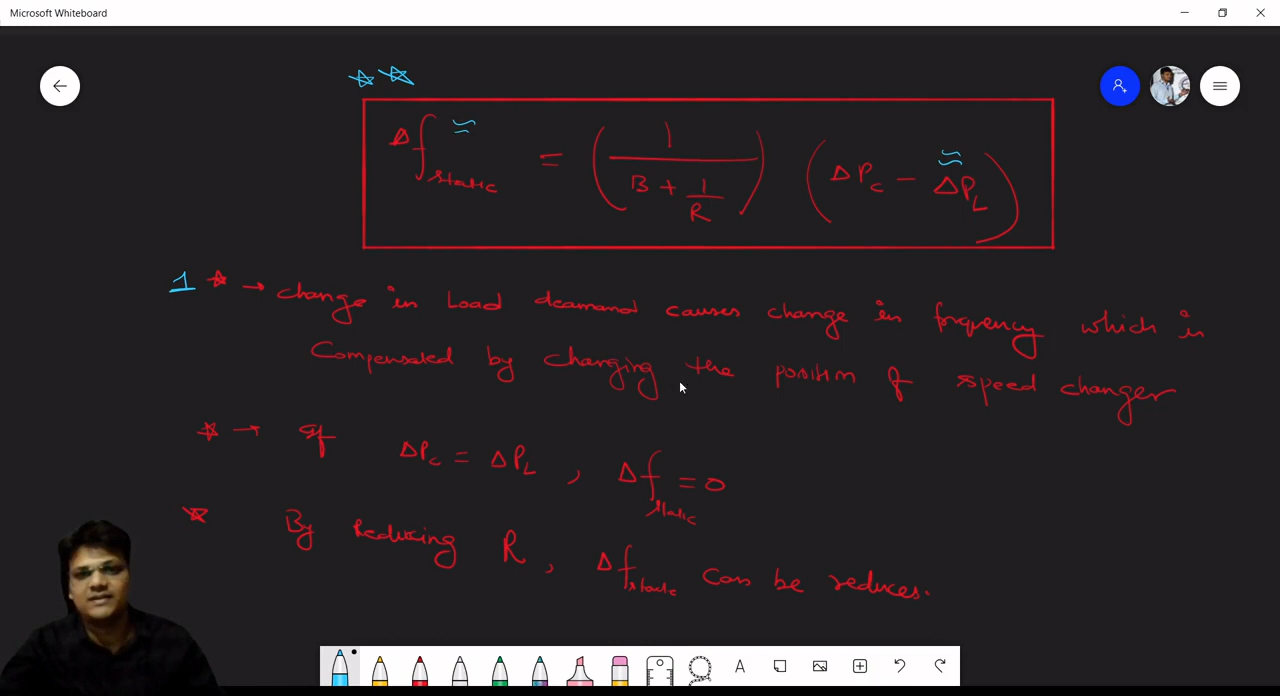 Microsoft Whiteboard
Δf static = (1 / (B + 1/R)) (ΔPc - ΔPL)
1 → change in Load deamand causes change in frquency which is
Compensated by changing the position of speed changer
→ If ΔPc = ΔPL, Δf static = 0
By Reducing R, Δf static can be reduces.
A